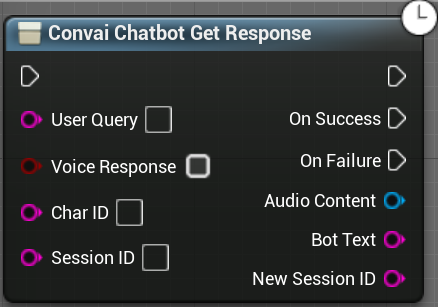 Convai Chatbot Get Response
User Query
On Success
Voice Response
On Failure
Char ID
Audio Content
Bot Text
Session ID
New Session ID